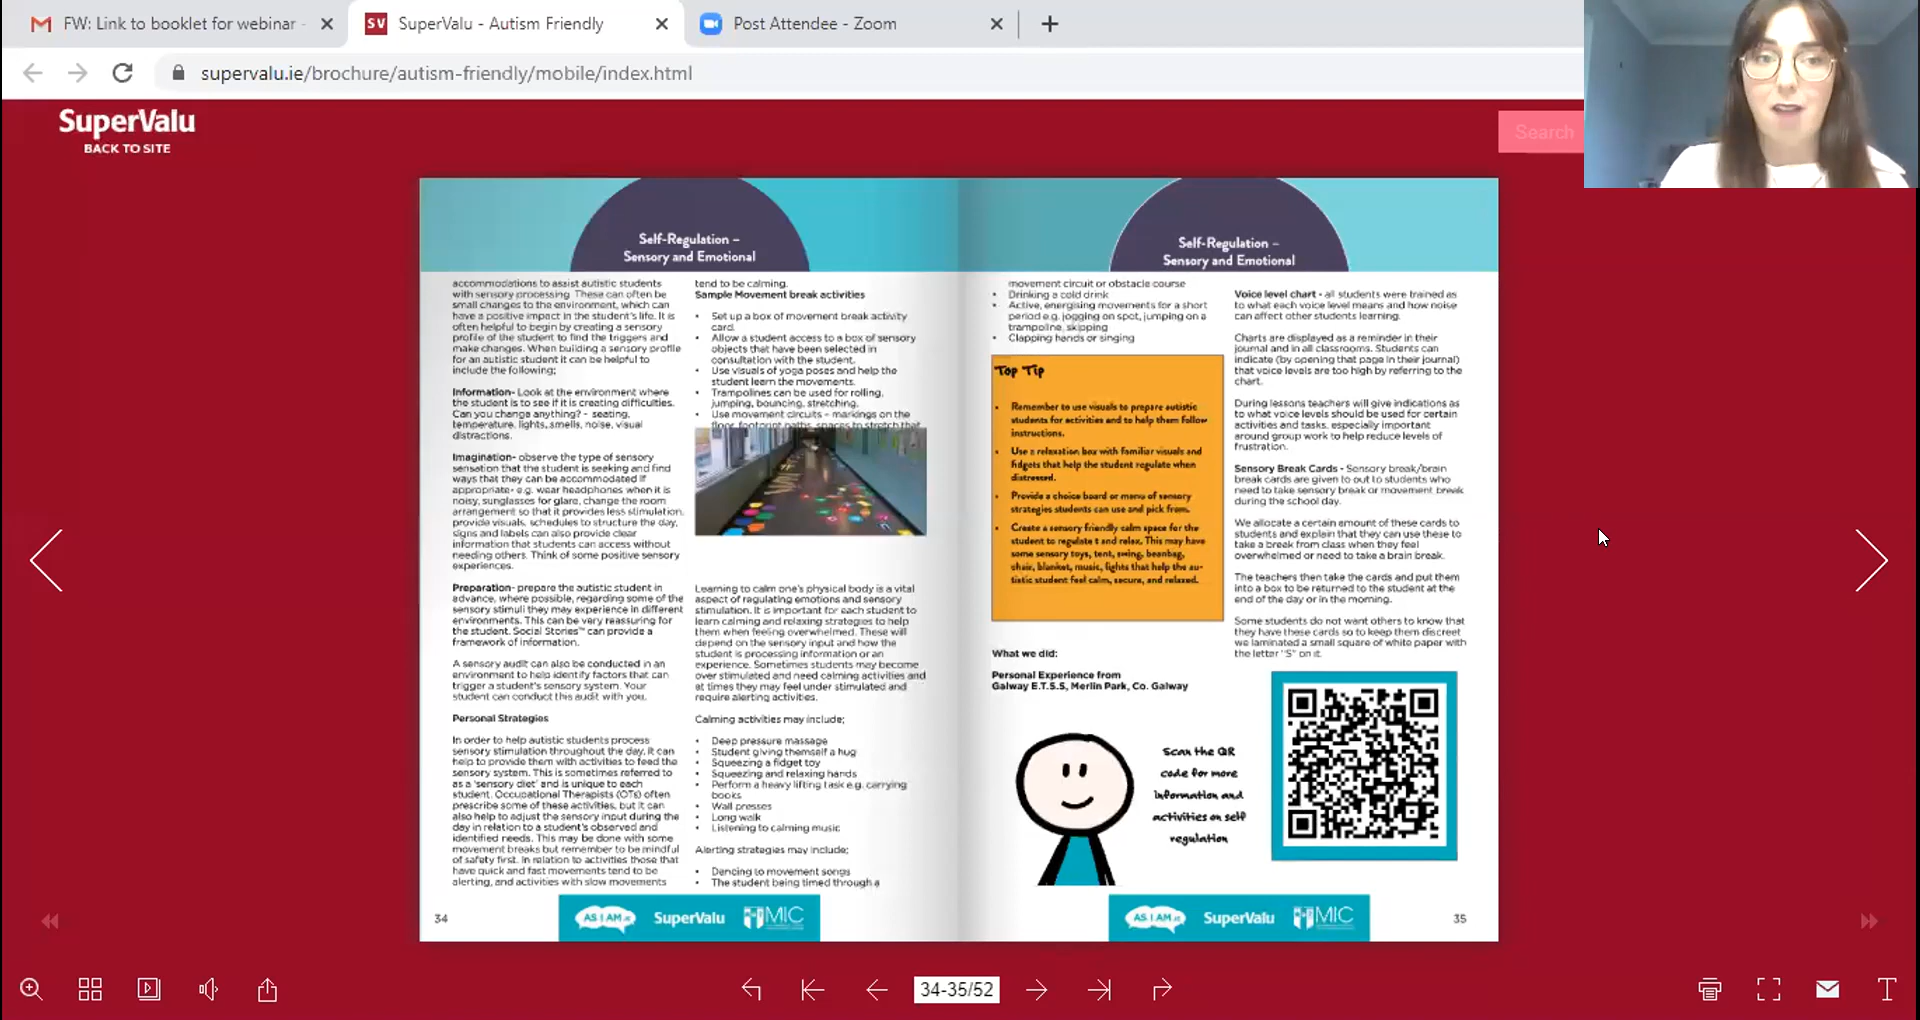 FW: Link to booklet for webinar -
SuperValu - Autism Friendly
Post Attendee - Zoom
supervalu.ie/brochure/autism-friendly/mobile/index.html
SuperValu
BACK TO SITE
Search
Self-Regulation –
Sensory and Emotional
accommodations to assist autistic students
with sensory processing. These can often be
small changes to the environment, which can
have a positive impact in the student's life. It is
often helpful to begin by creating a sensory
profile of the student to find the triggers and
make changes. When building a sensory profile
for an autistic student it can be helpful to
include the following;
Information- Look at the environment where
the student is to see if it is creating difficulties.
Can you change anything? - seating,
temperature, lights, smells, noise, visual
distractions.
Imagination- observe the type of sensory
sensation that the student is seeking and find
ways that they can be accommodated if
appropriate- e.g. wear headphones when it is
noisy, sunglasses for glare, change the room
arrangement so that it provides less stimulation,
provide visuals, schedules to structure the day,
signs and labels can also provide clear
information that students can access without
needing others. Think of some positive sensory
experiences.
Preparation- prepare the autistic student in
advance, where possible, regarding some of the
sensory stimuli they may experience in different
environments. This can be very reassuring for
the student. Social Stories™ can provide a
framework of information.
A sensory audit can also be conducted in an
environment to help identify factors that can
trigger a student's sensory system. Your
student can conduct this audit with you.
Personal Strategies
In order to help autistic students process
sensory stimulation throughout the day, it can
help to provide them with activities to feed the
sensory system. This is sometimes referred to
as a 'sensory diet' and is unique to each
student. Occupational Therapists (OTs) often
prescribe some of these activities, but it can
also help to adjust the sensory input during the
day in relation to a student's observed and
identified needs. This may be done with some
movement breaks but remember to be mindful
of safety first. In relation to activities those that
have quick and fast movements tend to be
alerting, and activities with slow movements
tend to be calming.
Sample Movement break activities
• Set up a box of movement break activity
card.
• Allow a student access to a box of sensory
objects that have been selected in
consultation with the student.
• Use visuals of yoga poses and help the
student learn the movements.
• Trampolines can be used for rolling,
jumping, bouncing, stretching.
• Use movement circuits – markings on the
floor, footprint paths, spaces to stretch that
Learning to calm one's physical body is a vital
aspect of regulating emotions and sensory
stimulation. It is important for each student to
learn calming and relaxing strategies to help
them when feeling overwhelmed. These will
depend on the sensory input and how the
student is processing information or an
experience. Sometimes students may become
over stimulated and need calming activities and
at times they may feel under stimulated and
require alerting activities.
Calming activities may include;
• Deep pressure massage
• Student giving themself a hug
• Squeezing a fidget toy
• Squeezing and relaxing hands
• Perform a heavy lifting task e.g. carrying
books
• Wall presses
• Long walk
• Listening to calming music
Alerting strategies may include;
• Dencing to movement songs
• The student being timed through a
34
AS I AM.ie
SuperValu
MIC
Self-Regulation –
Sensory and Emotional
movement circuit or obstacle course
• Drinking a cold drink
• Active, energising movements for a short
period e.g. jogging on spot, jumping on a
trampoline, skipping
• Clapping hands or singing
Top Tip
• Remember to use visuals to prepare autistic
students for activities and to help them follow
instructions.
• Use a relaxation box with familiar visuals and
fidgets that help the student regulate when
distressed.
• Provide a choice board or menu of sensory
strategies students can use and pick from.
• Create a sensory friendly calm space for the
student to regulate t and relax. This may have
some sensory toys, tent, swing, beanbag,
chair, blanket, music, lights that help the au-
tistic student feel calm, secure, and relaxed.
What we did:
Personal Experience from
Galway E.T.S.S, Merlin Park, Co. Galway
Scan the QR
code for more
information and
activities on self
regulation
Voice level chart - all students were trained as
to what each voice level means and how noise
can affect other students learning.
Charts are displayed as a reminder in their
journal and in all classrooms. Students can
indicate (by opening that page in their journal)
that voice levels are too high by referring to the
chart.
During lessons teachers will give indications as
to what voice levels should be used for certain
activities and tasks, especially important
around group work to help reduce levels of
frustration.
Sensory Break Cards - Sensory break/brain
break cards are given to out to students who
need to take sensory break or movement break
during the school day.
We allocate a certain amount of these cards to
students and explain that they can use these to
take a break from class when they feel
overwhelmed or need to take a brain break.
The teachers then take the cards and put them
into a box to be returned to the student at the
end of the day or in the morning.
Some students do not want others to know that
they have these cards so to keep them discreet
we laminated a small square of white paper with
the letter "S" on it.
AS I AM.ie
SuperValu
MIC
35
34-35/52